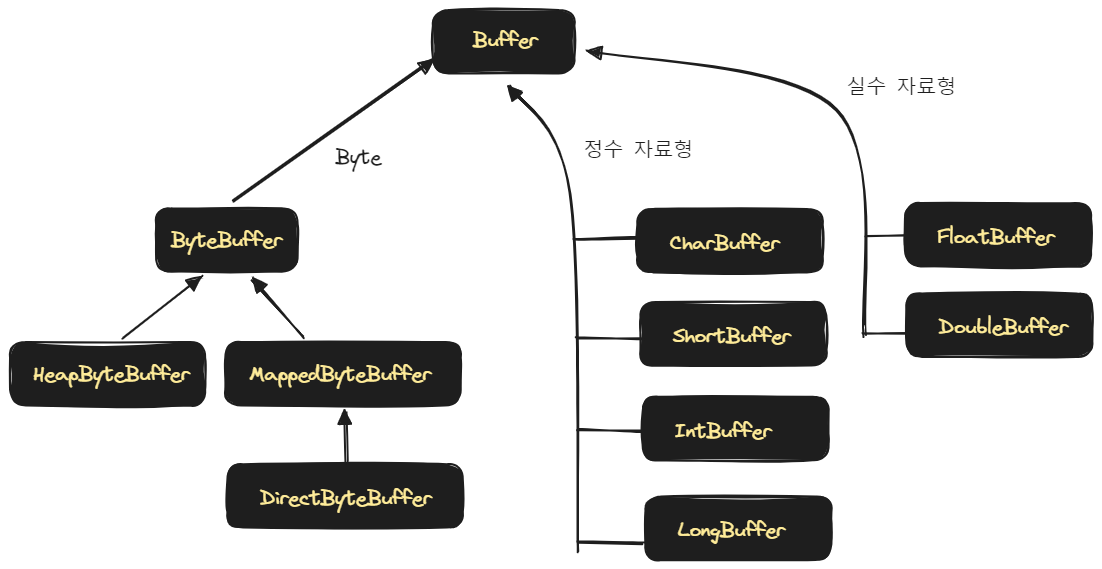 Buffer
실수 자료형
정수 자료형
Byte
ByteBuffer
CharBuffer
FloatBuffer
ShortBuffer
DoubleBuffer
HeapByteBuffer
MappedByteBuffer
IntBuffer
DirectByteBuffer
LongBuffer